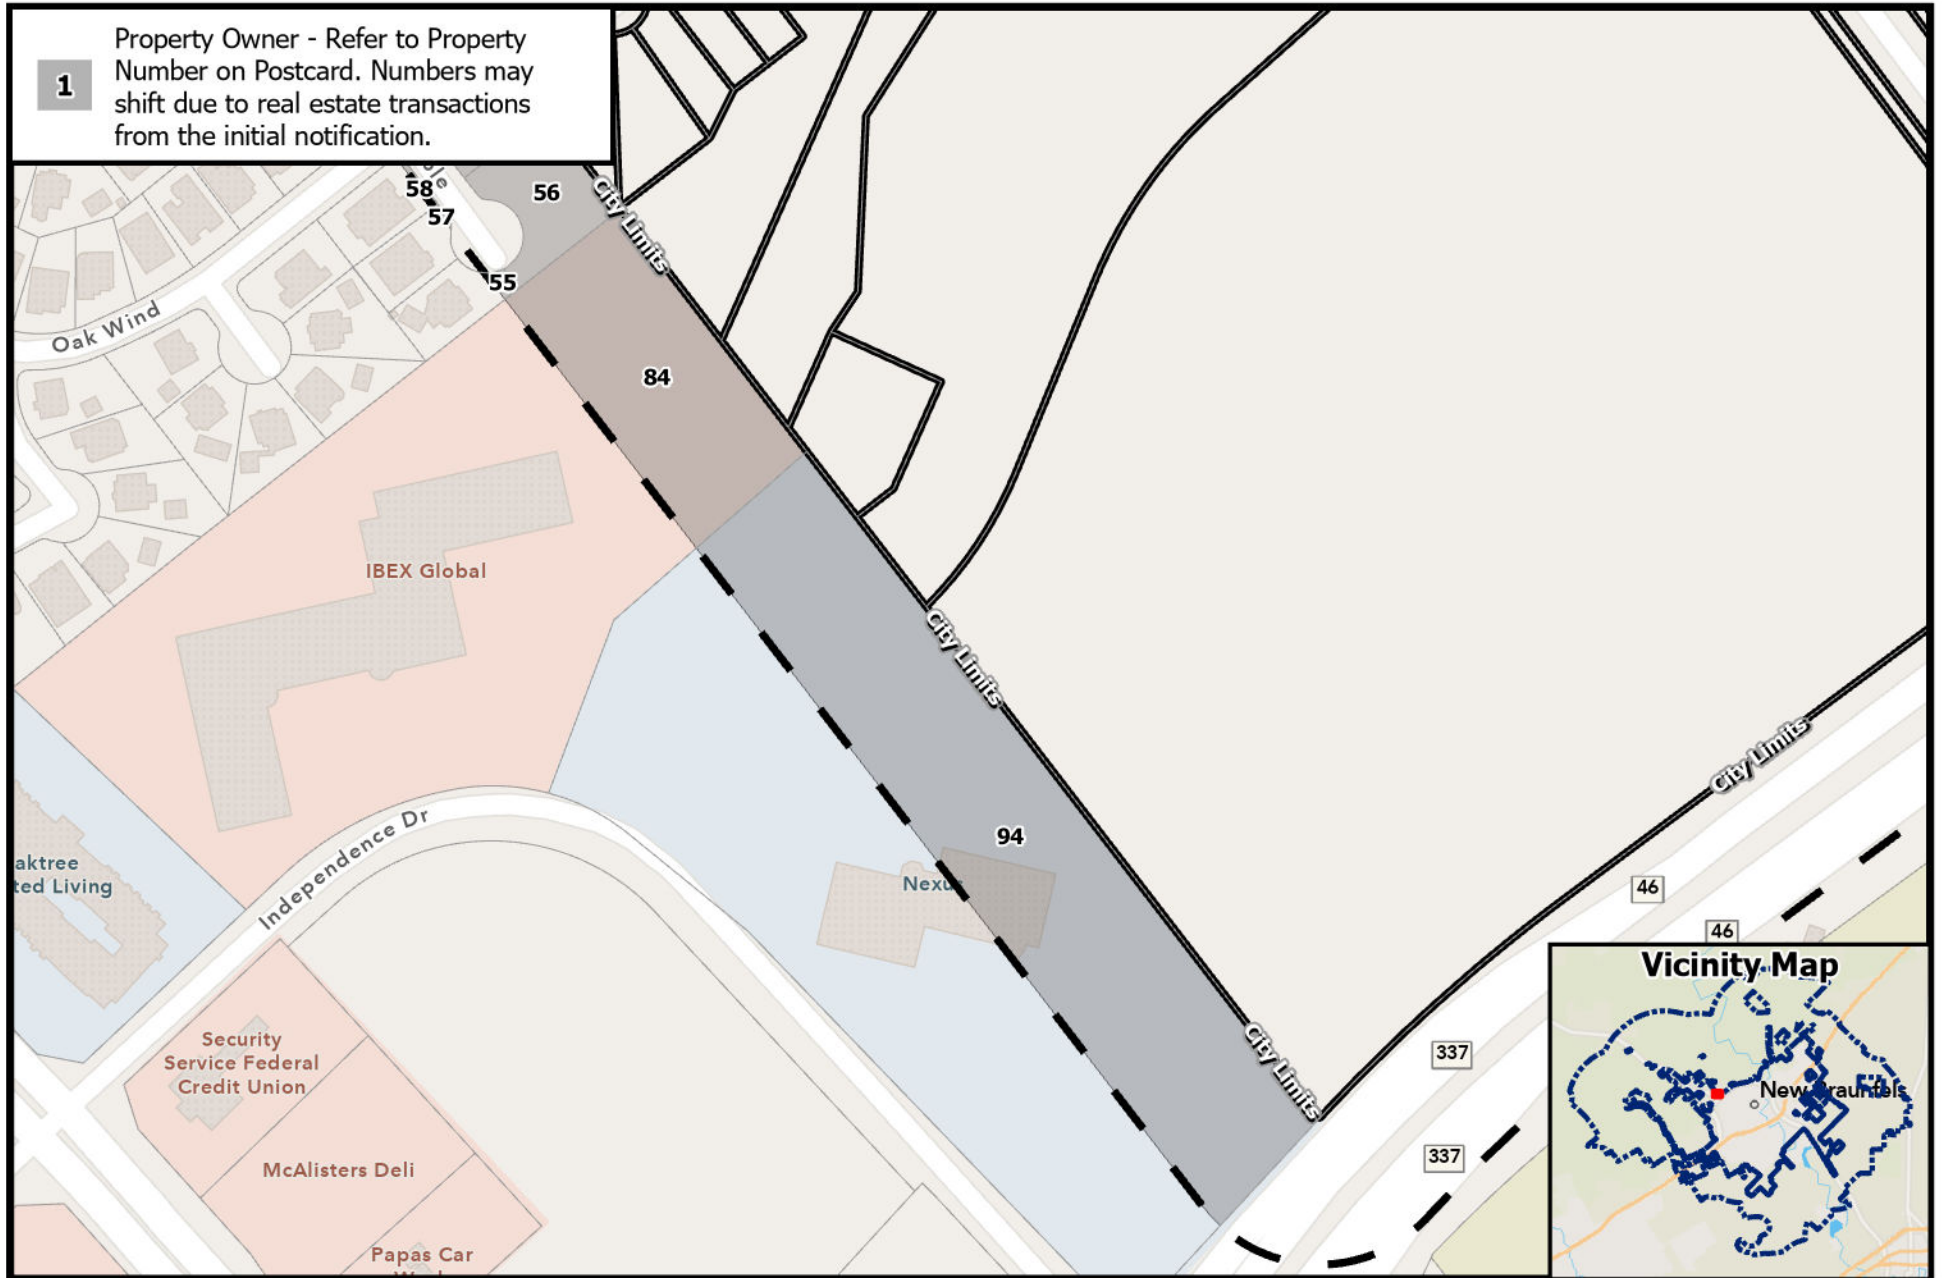 1
Property Owner - Refer to Property
Number on Postcard. Numbers may
shift due to real estate transactions
from the initial notification.
58
57
56
55
City Limits
Oak Wind
84
IBEX Global
City Limits
City Limits
94
Nexus
Independence Dr
aktree
ted Living
46
46
Security
Service Federal
Credit Union
City Limits
337
337
McAlisters Deli
Papas Car
Vicinity Map
New Braunfels